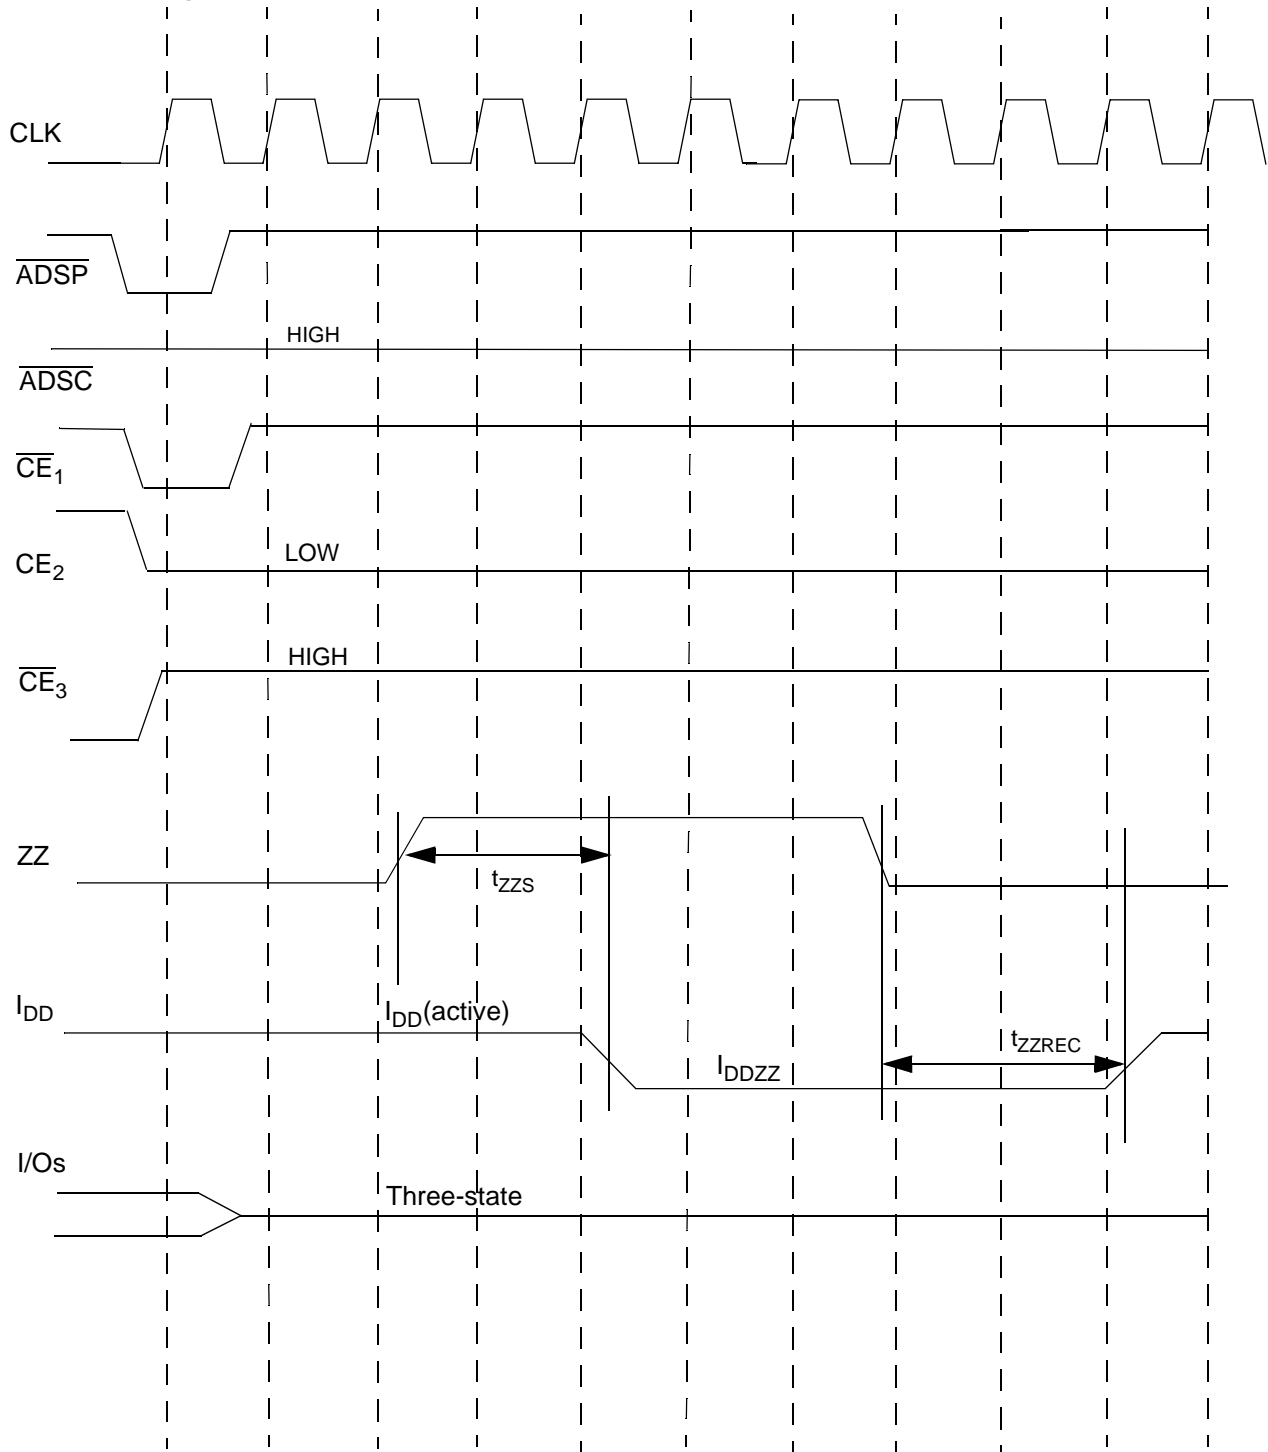 CLK
ADSP
HIGH
ADSC
CE1
LOW
CE2
HIGH
CE3
ZZ
tZZS
IDD
IDD(active)
tZZREC
IDDZZ
I/Os
Three-state